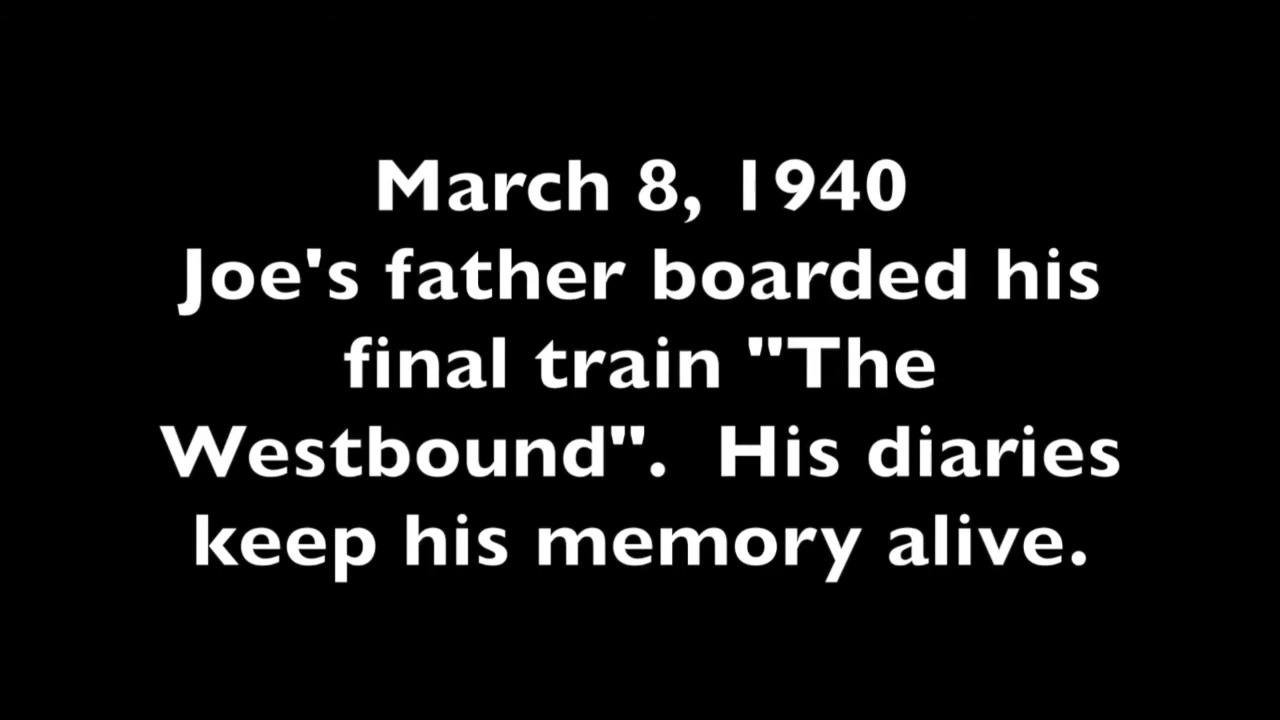 March 8, 1940
Joe's father boarded his
final train "The
Westbound".  His diaries
keep his memory alive.